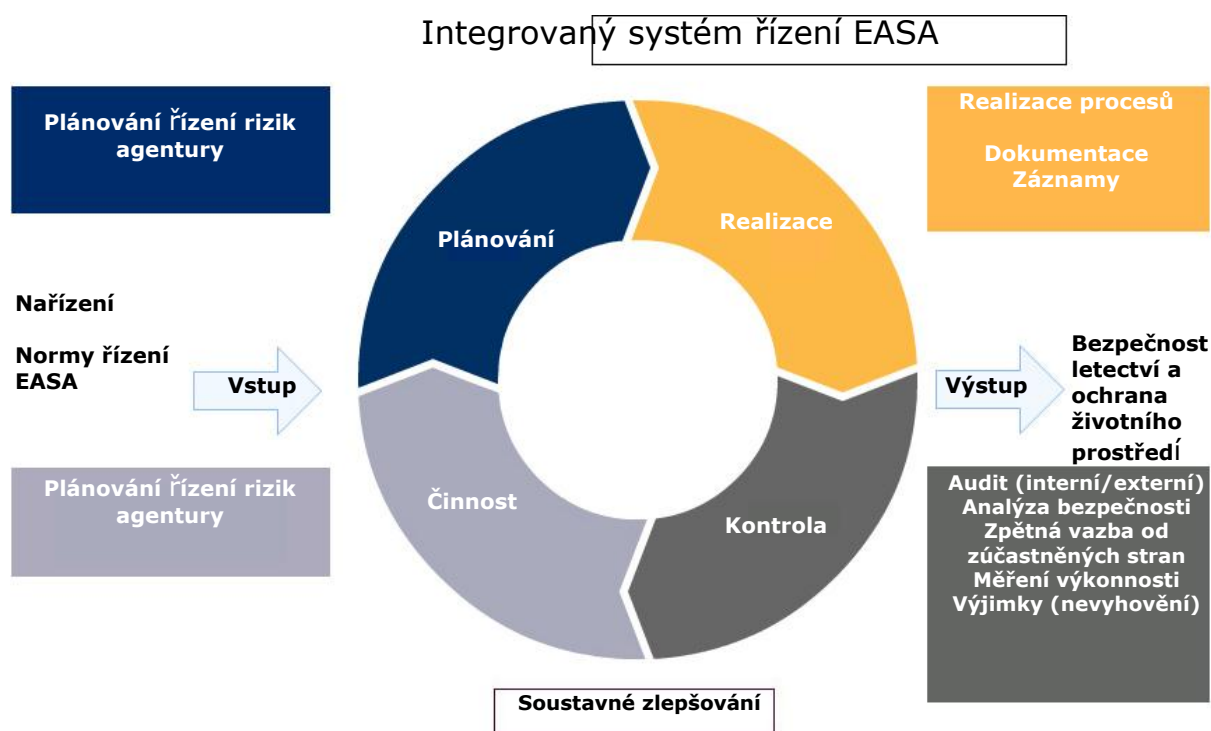 Integrovaný systém řízení EASA
Plánování řízení rizik
agentury
Realizace procesů
Dokumentace
Záznamy
Plánování
Realizace
Nařízení
Normy řízení
EASA
Vstup
Výstup
Bezpečnost
letectví a
ochrana
životního
prostředí
Plánování řízení rizik
agentury
Činnost
Kontrola
Audit (interní/externí)
Analýza bezpečnosti
Zpětná vazba od
zúčastněných stran
Měření výkonnosti
Výjimky (nevyhovění)
Soustavné zlepšování